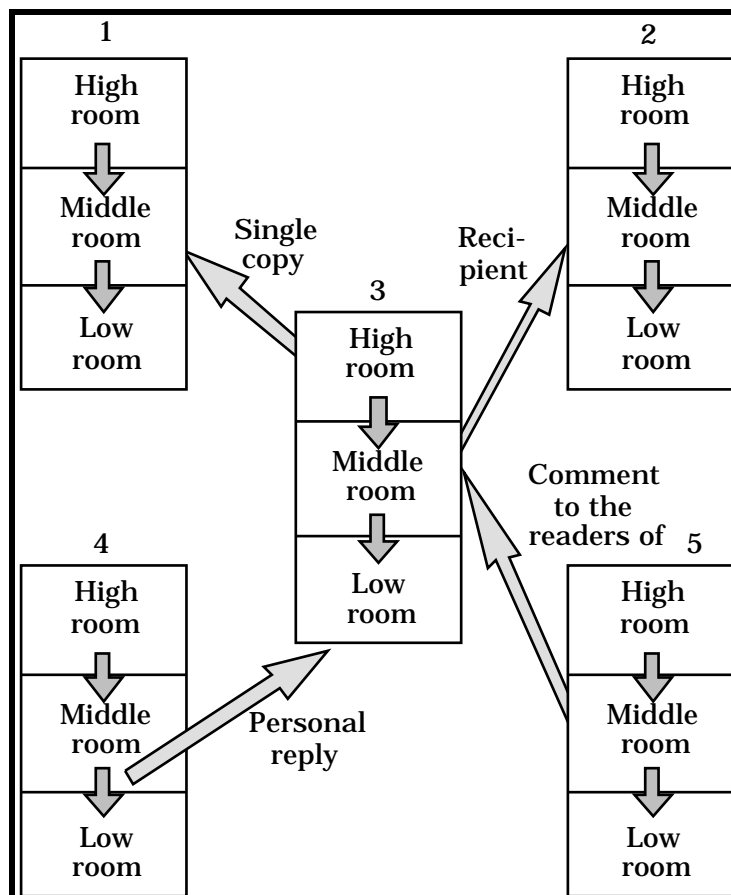 1
High
room
Middle
room
Low
room
2
High
room
Middle
room
Low
room
Single
copy
Reci-
pient
3
High
room
Middle
room
Low
room
Comment
to the
readers of
4
High
room
Middle
room
Low
room
Personal
reply
5
High
room
Middle
room
Low
room